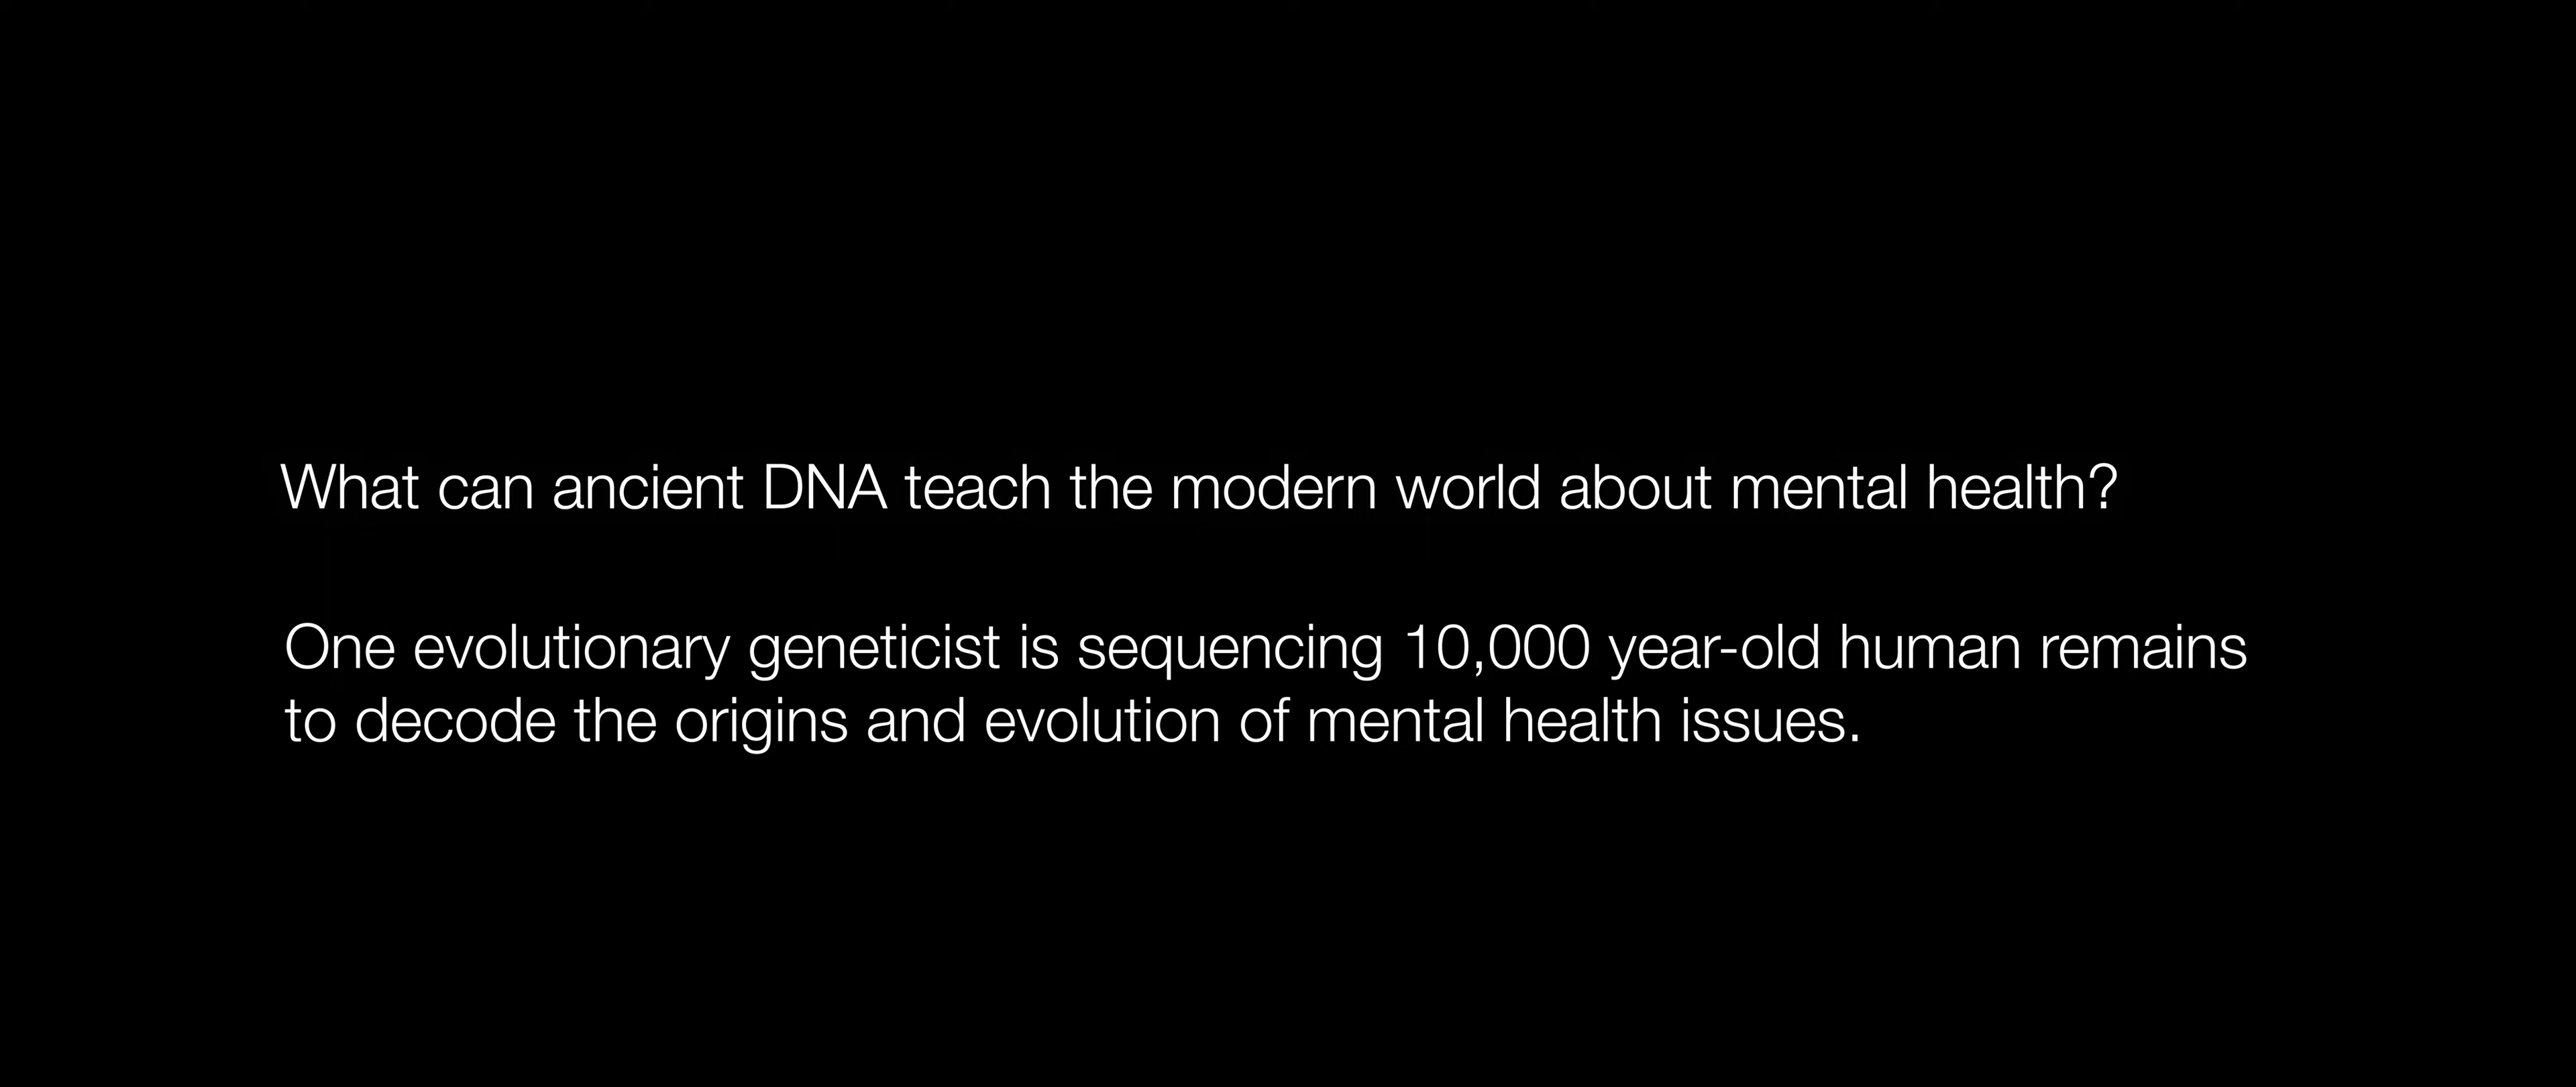 What can ancient DNA teach the modern world about mental health?
One evolutionary geneticist is sequencing 10,000 year-old human remains
to decode the origins and evolution of mental health issues.